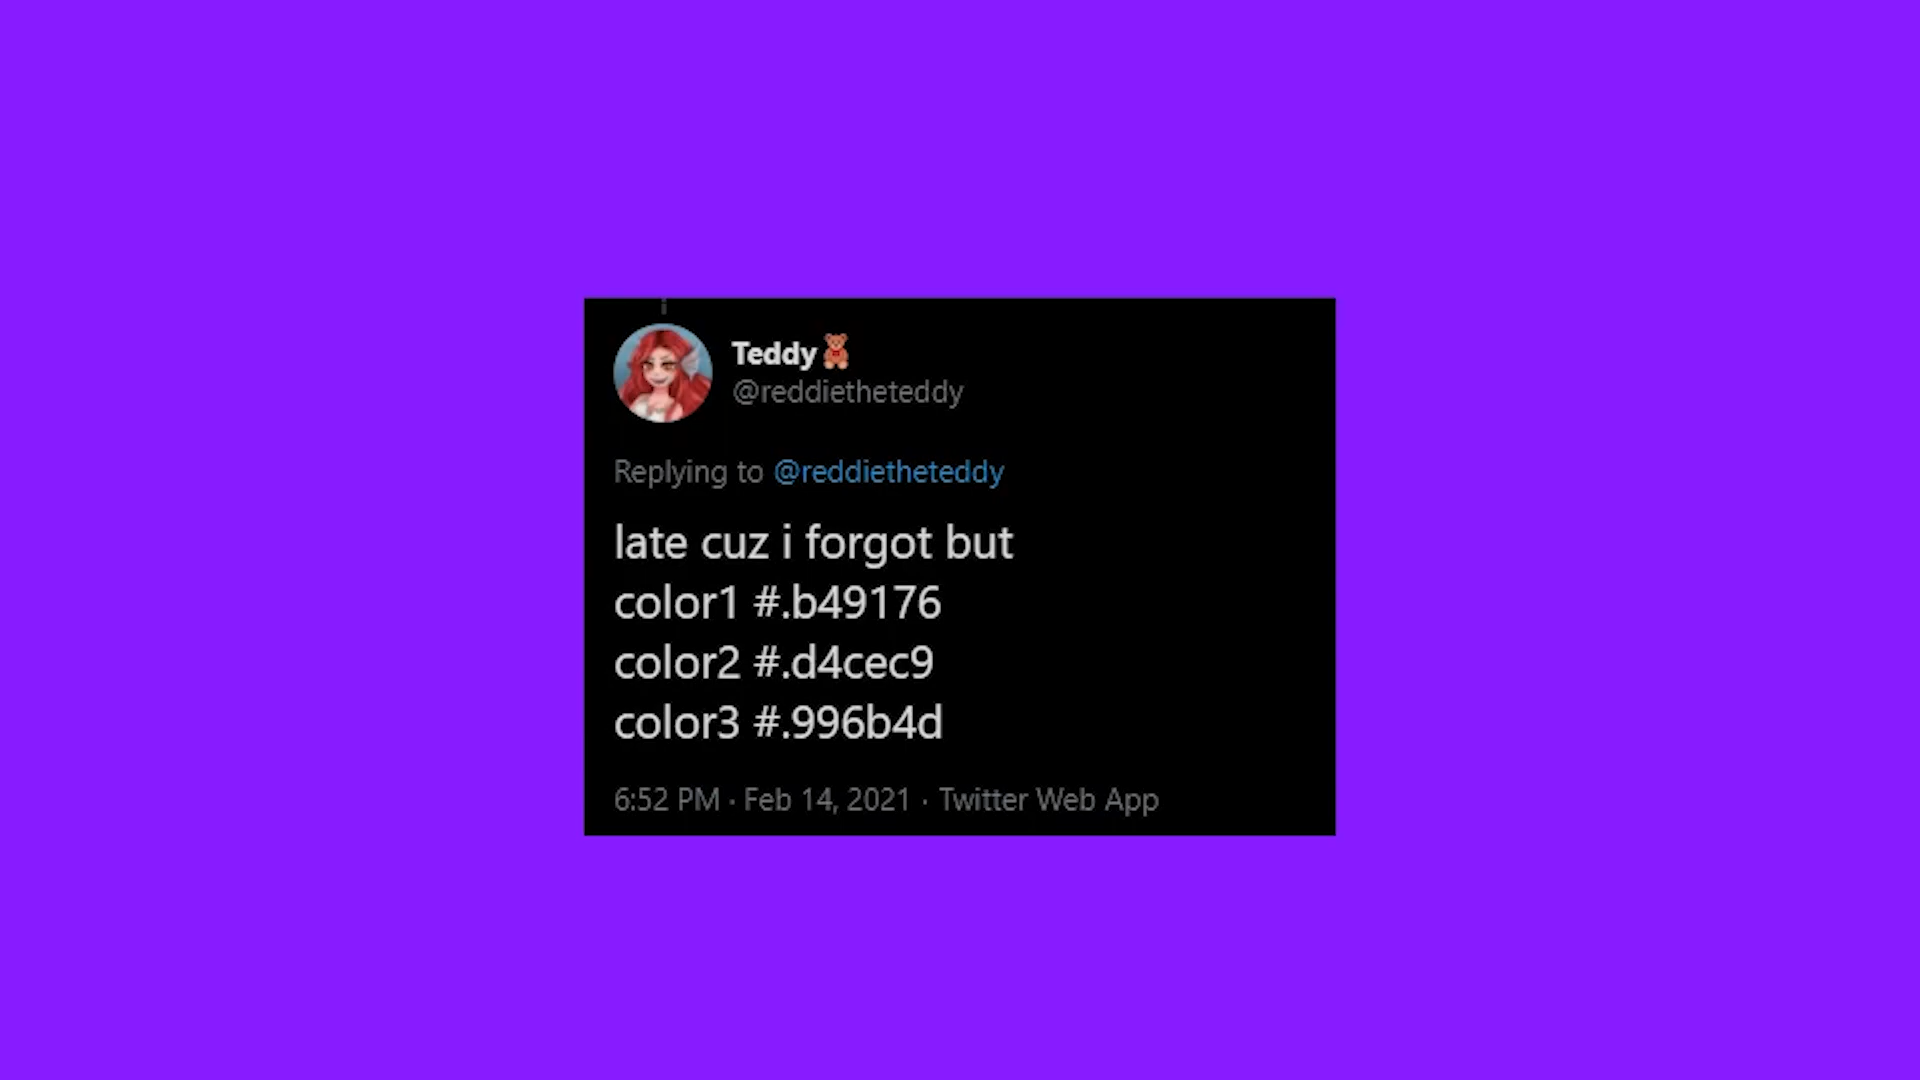 Teddy🧸
@reddietheteddy
Replying to @reddietheteddy
late cuz i forgot but
color1 #.b49176
color2 #.d4cec9
color3 #.996b4d
6:52 PM · Feb 14, 2021 · Twitter Web App